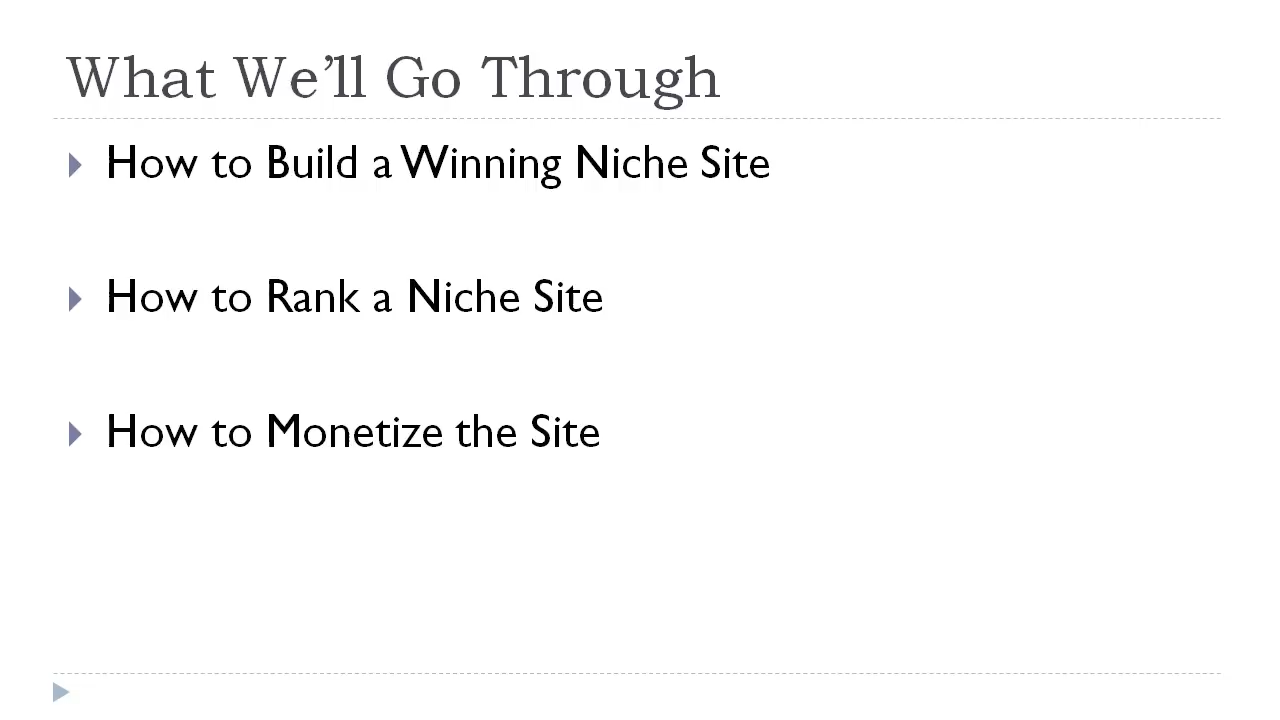 What We’ll Go Through
How to Build a Winning Niche Site
How to Rank a Niche Site
How to Monetize the Site